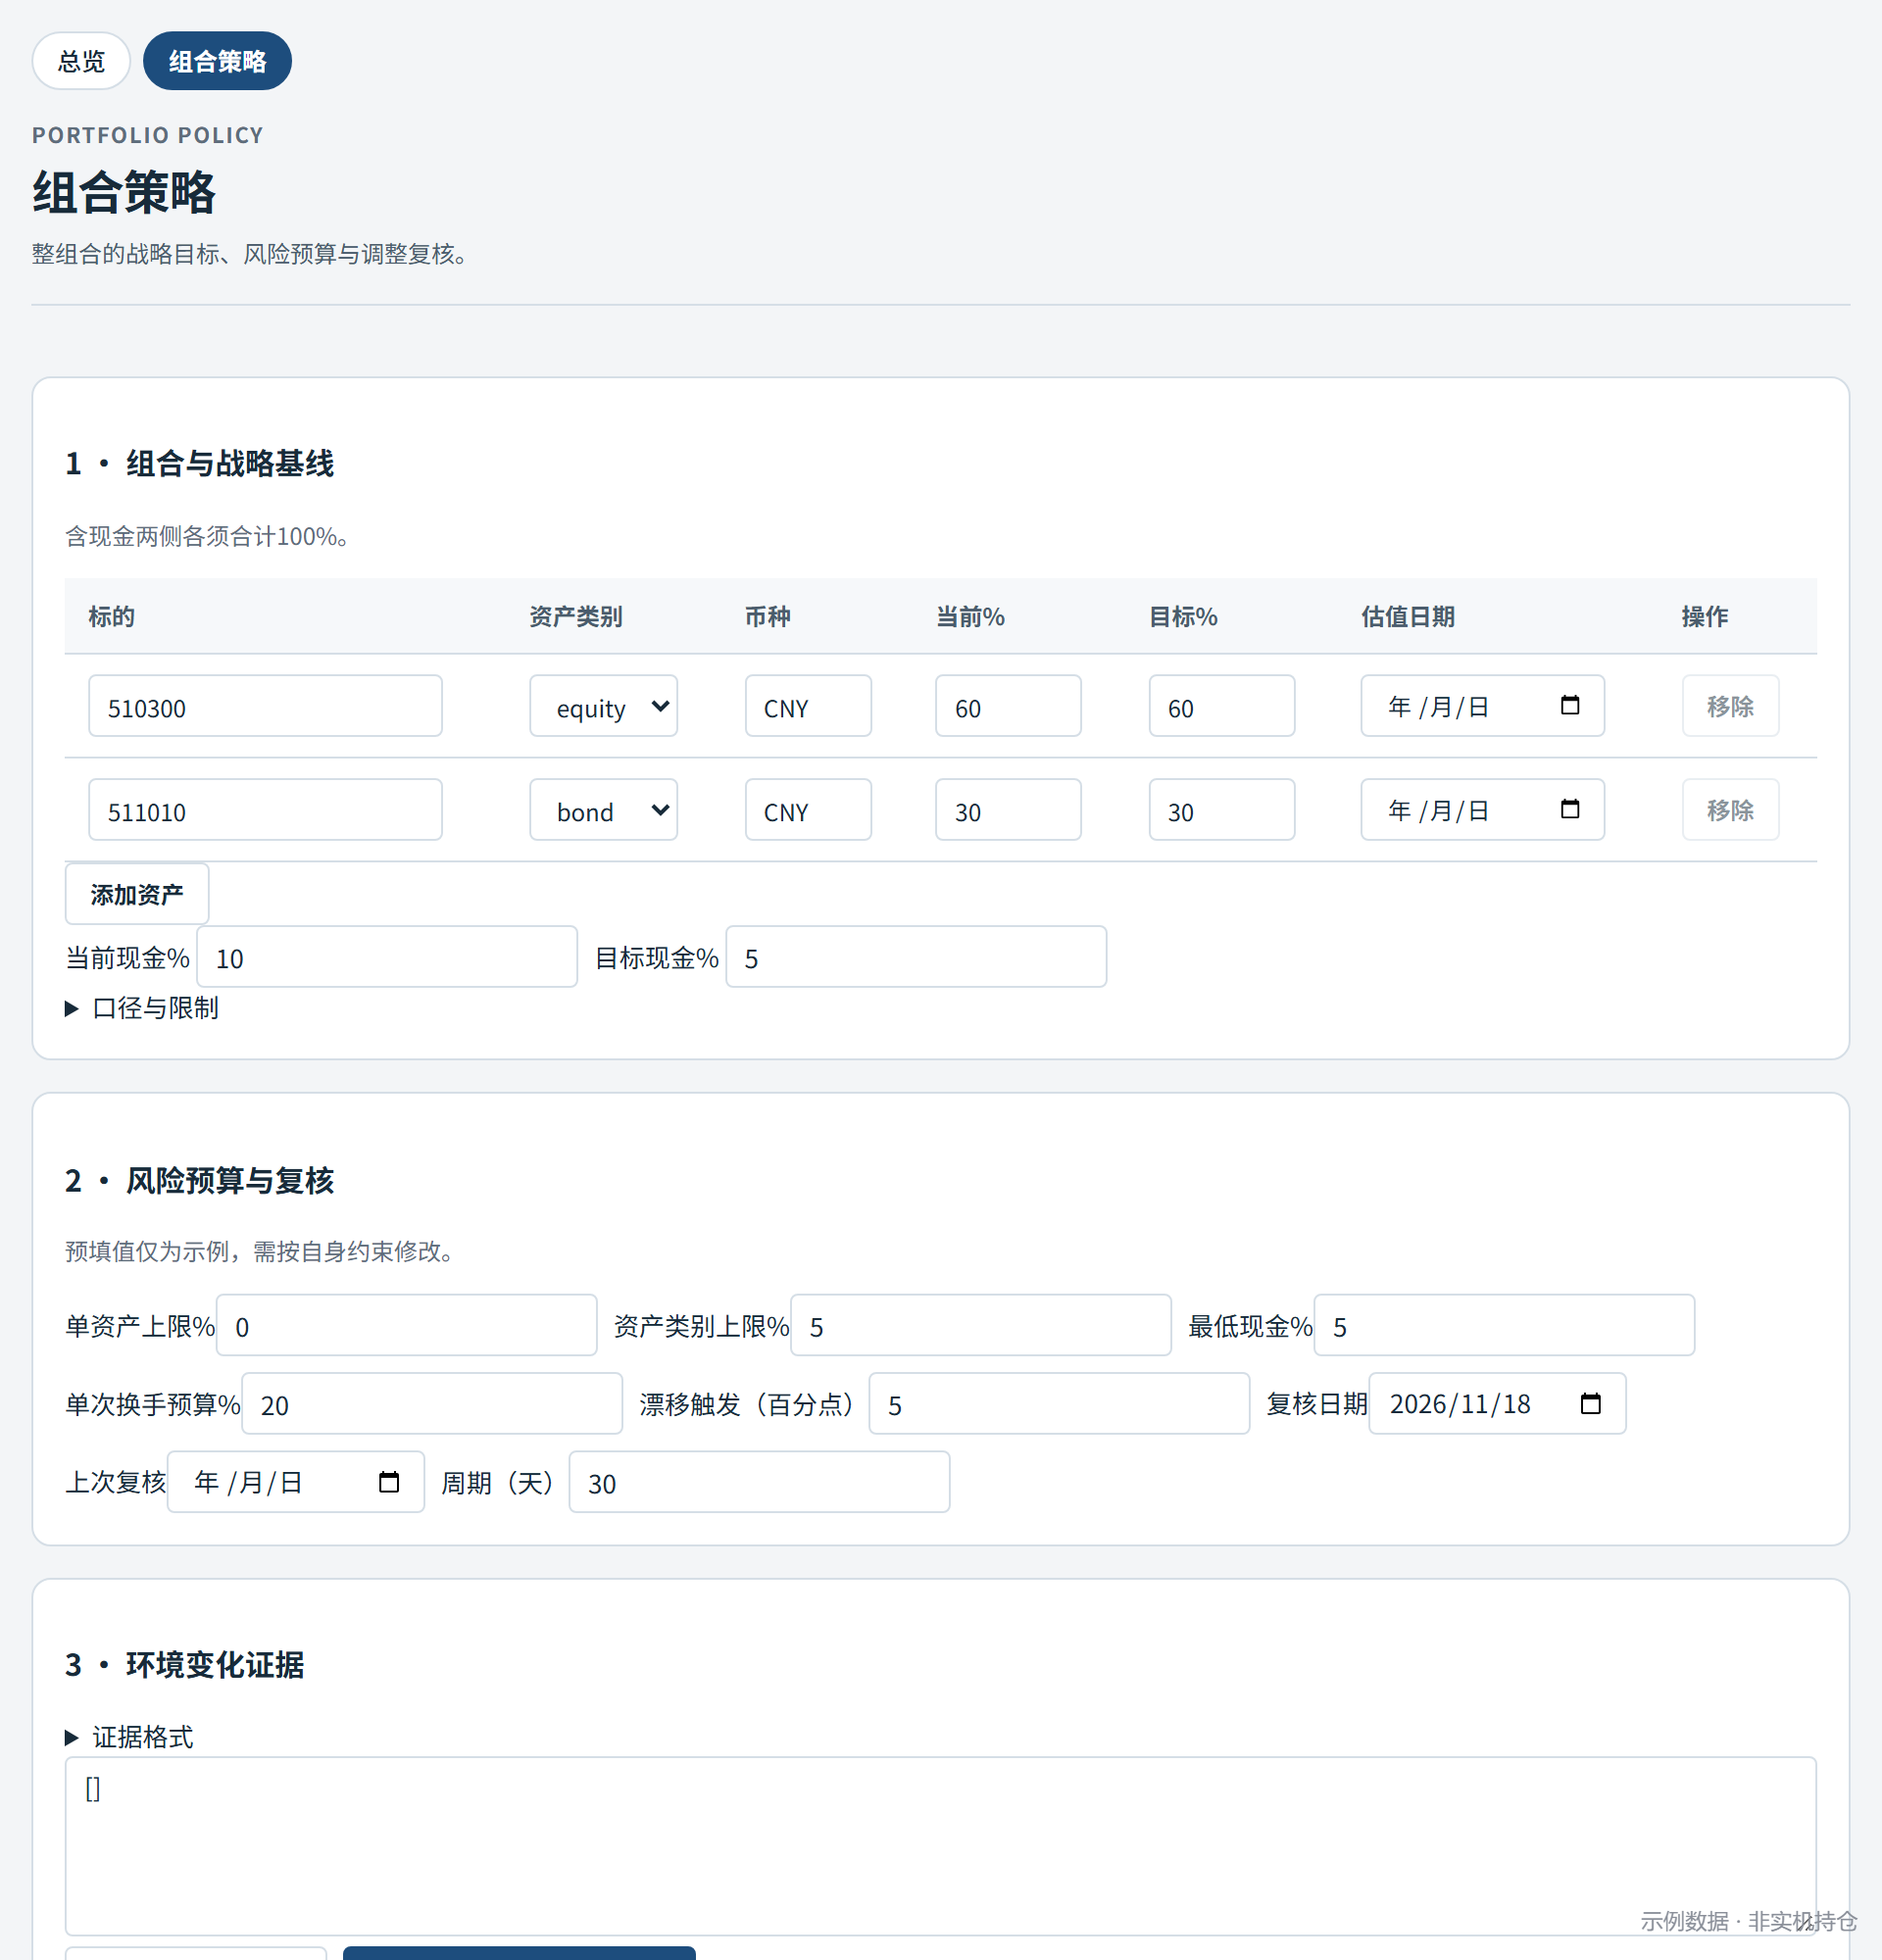 总览 组合策略
PORTFOLIO POLICY
组合策略
整组合的战略目标、风险预算与调整复核。
1 · 组合与战略基线
含现金两侧各须合计100%。
标的 资产类别 币种 当前% 目标% 估值日期 操作
510300 equity CNY 60 60 年 /月/日 移除
511010 bond CNY 30 30 年 /月/日 移除
添加资产
当前现金% 10 目标现金% 5
口径与限制
2 · 风险预算与复核
预填值仅为示例，需按自身约束修改。
单资产上限% 0 资产类别上限% 5 最低现金% 5
单次换手预算% 20 漂移触发（百分点） 5 复核日期 2026/11/18
上次复核 年 /月/日 周期（天） 30
3 · 环境变化证据
证据格式
[]
示例数据 · 非实机持仓